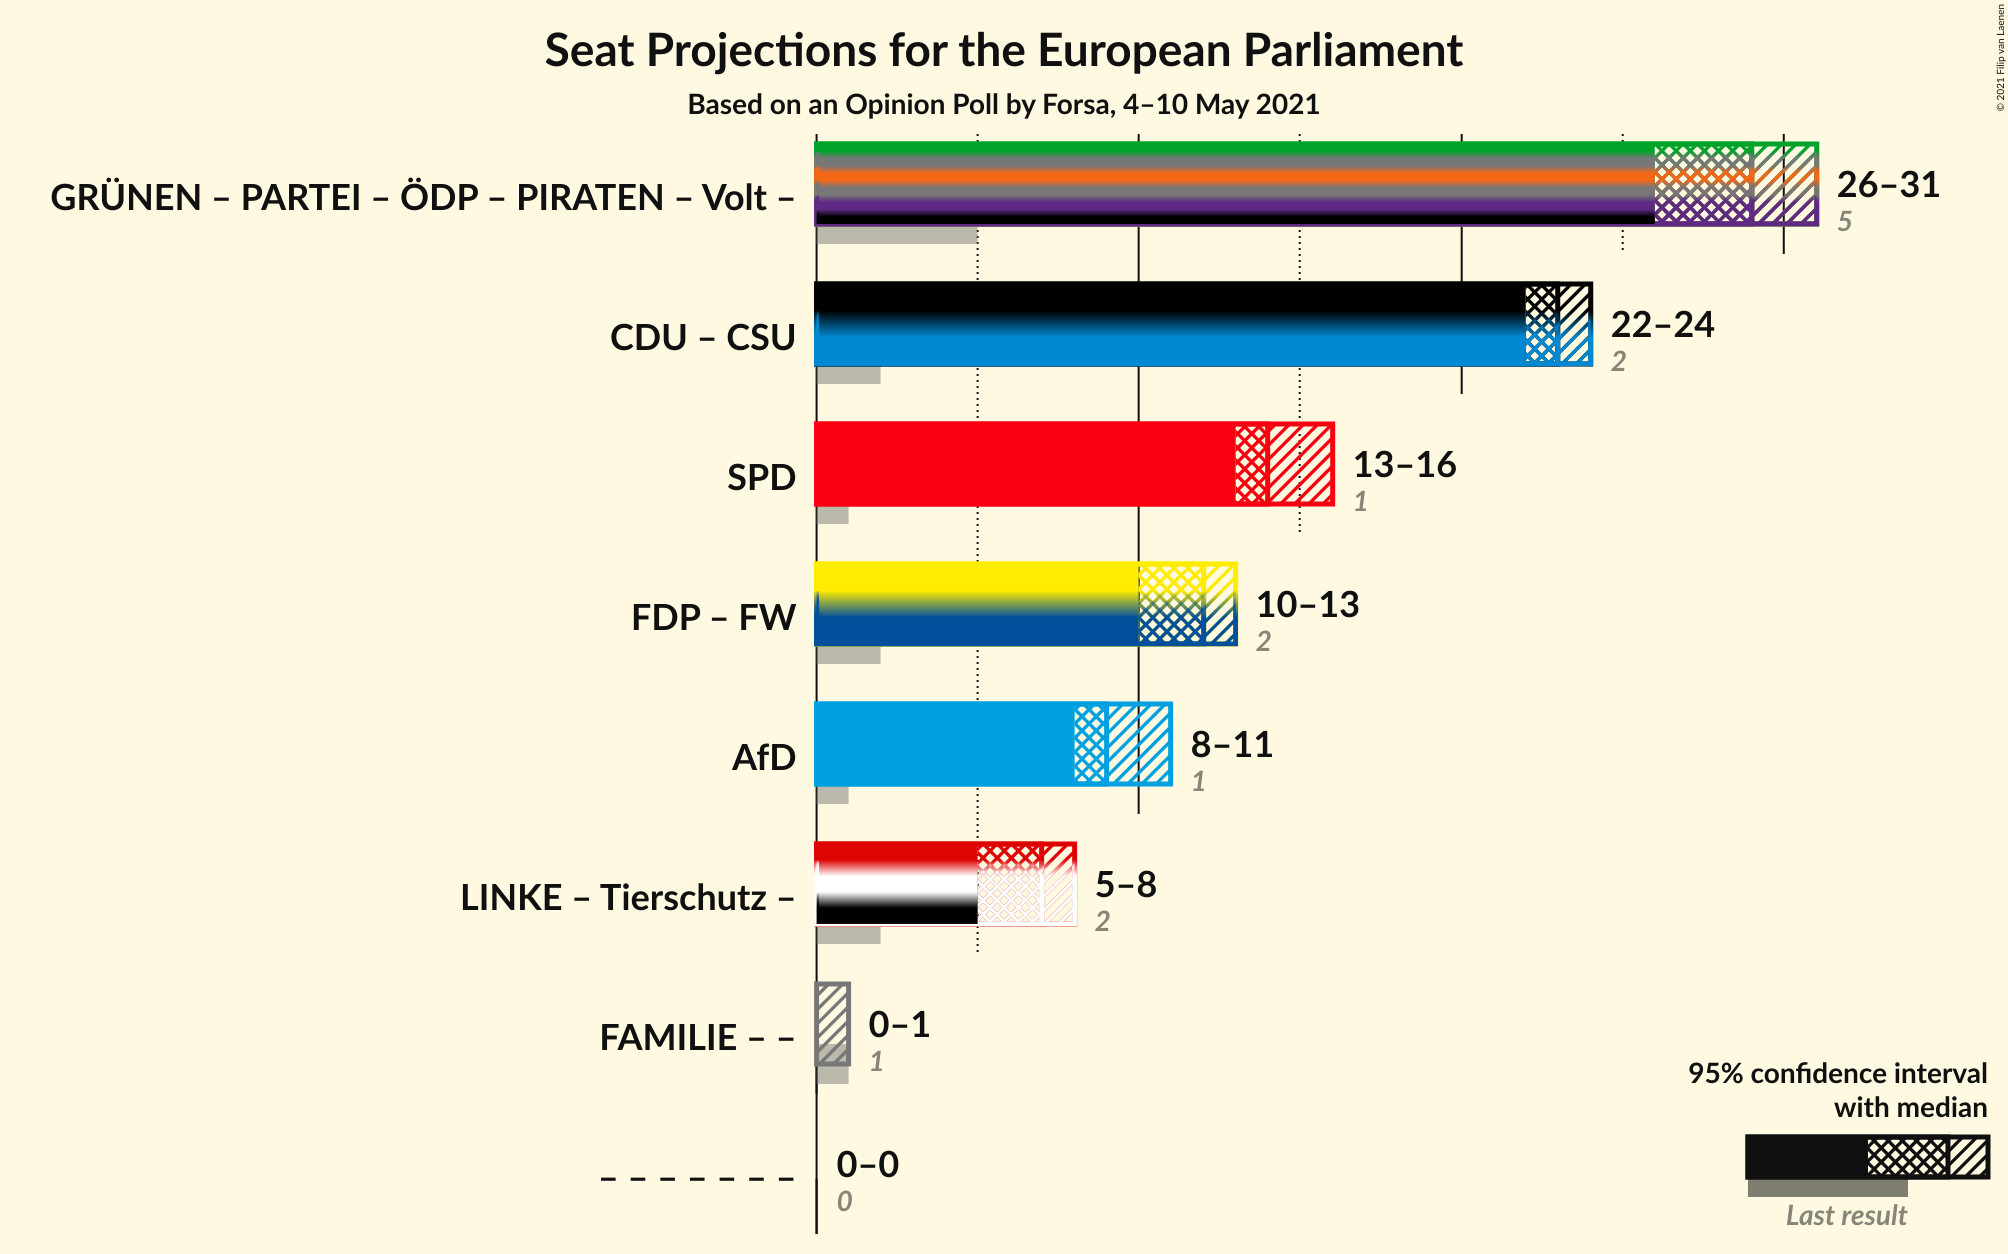 Seat Projections for the European Parliament
Based on an Opinion Poll by Forsa, 4–10 May 2021
© 2021 Filip van Laenen
GRÜNEN – PARTEI – ÖDP – PIRATEN – Volt –
26–31
5
CDU – CSU
22–24
2
SPD
13–16
1
FDP – FW
10–13
2
AfD
8–11
1
LINKE – Tierschutz –
5–8
2
FAMILIE – –
0–1
1
– – – – – – –
0–0
0
95% confidence interval
with median
Last result